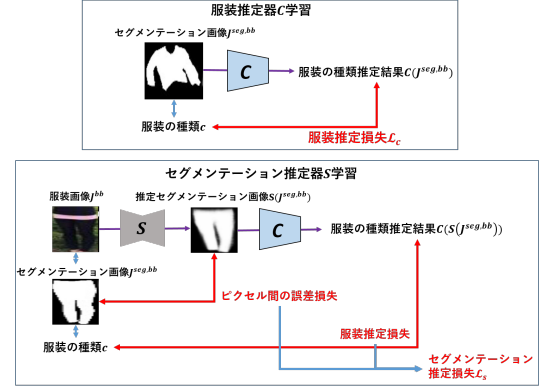 服装推定器C学習
セグメンテーション画像J^{seg,bb}
C
服装の種類推定結果C(J^{seg,bb})
服装の種類c
服装推定損失ℒ_c
セグメンテーション推定器S学習
服装画像J^{bb}
推定セグメンテーション画像S(J^{seg,bb})
S
C
服装の種類推定結果C(S(J^{seg,bb}))
セグメンテーション画像J^{seg,bb}
ピクセル間の誤差損失
服装推定損失
服装の種類c
セグメンテーション
推定損失ℒ_s